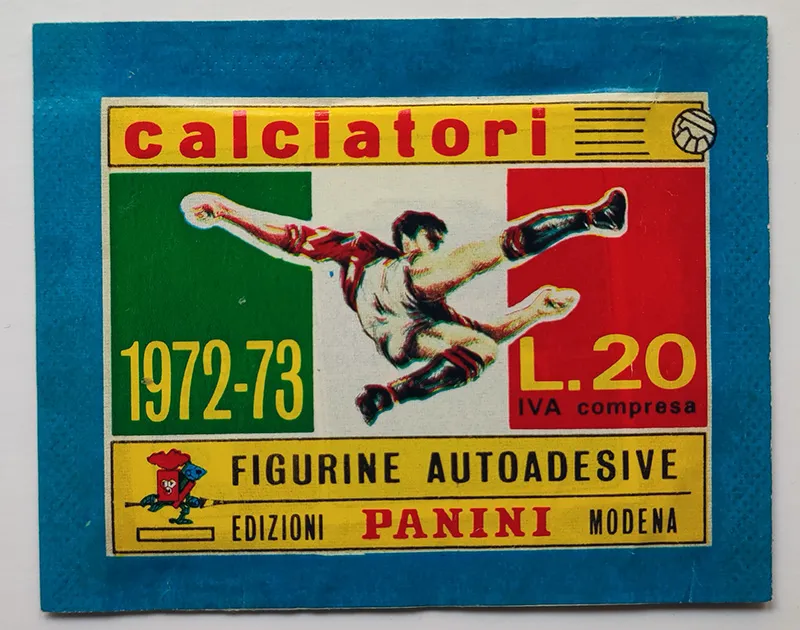 calciatori
1972-73
L.20
IVA compresa
FIGURINE AUTOADESIVE
EDIZIONI PANINI MODENA